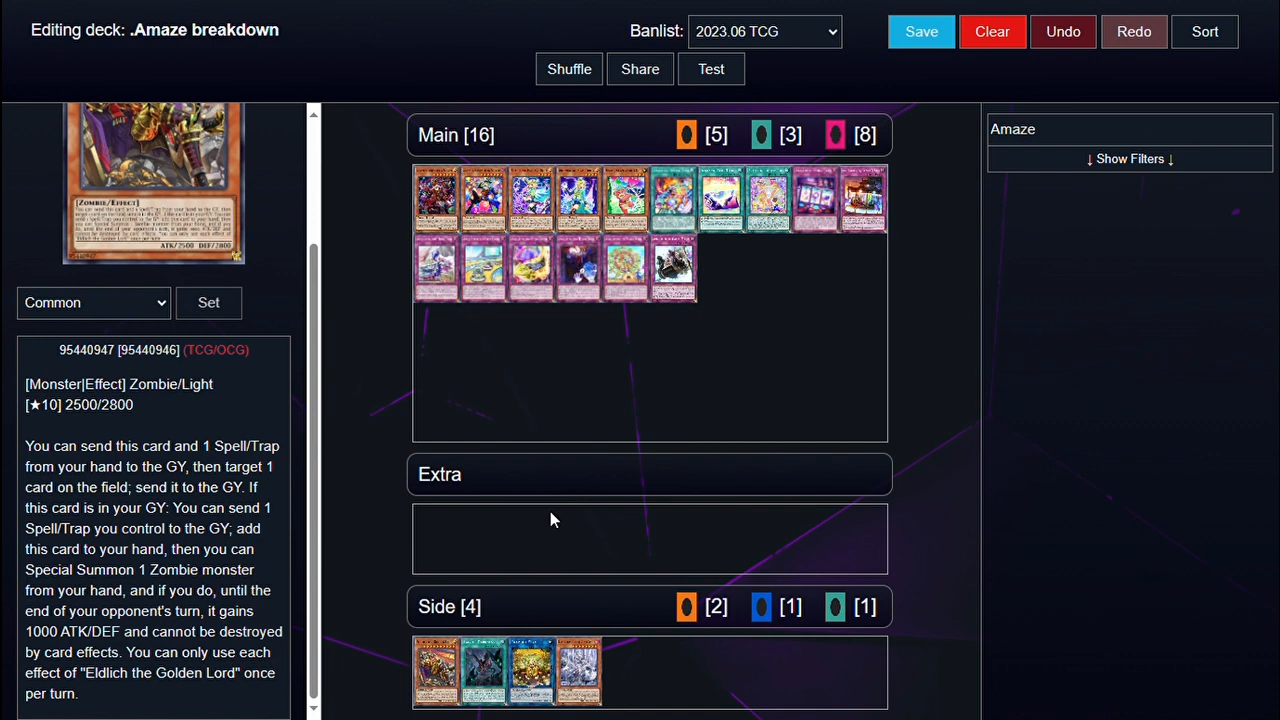 Editing deck: .Amaze breakdown
Banlist: 2023.06 TCG
Save
Clear
Undo
Redo
Sort
Shuffle
Share
Test
[ZOMBIE/EFFECT]
ATK/2500 DEF/2800
95440947
Common
Set
95440947 [95440946] (TCG/OCG)
[Monster|Effect] Zombie/Light
[★10] 2500/2800
You can send this card and 1 Spell/Trap
from your hand to the GY, then target 1
card on the field; send it to the GY. If
this card is in your GY: You can send 1
Spell/Trap you control to the GY; add
this card to your hand, then you can
Special Summon 1 Zombie monster
from your hand, and if you do, until the
end of your opponent's turn, it gains
1000 ATK/DEF and cannot be destroyed
by card effects. You can only use each
effect of "Eldlich the Golden Lord" once
per turn.
Main [16]
[5]
[3]
[8]
Extra
Side [4]
[2]
[1]
[1]
Amaze
↓ Show Filters ↓